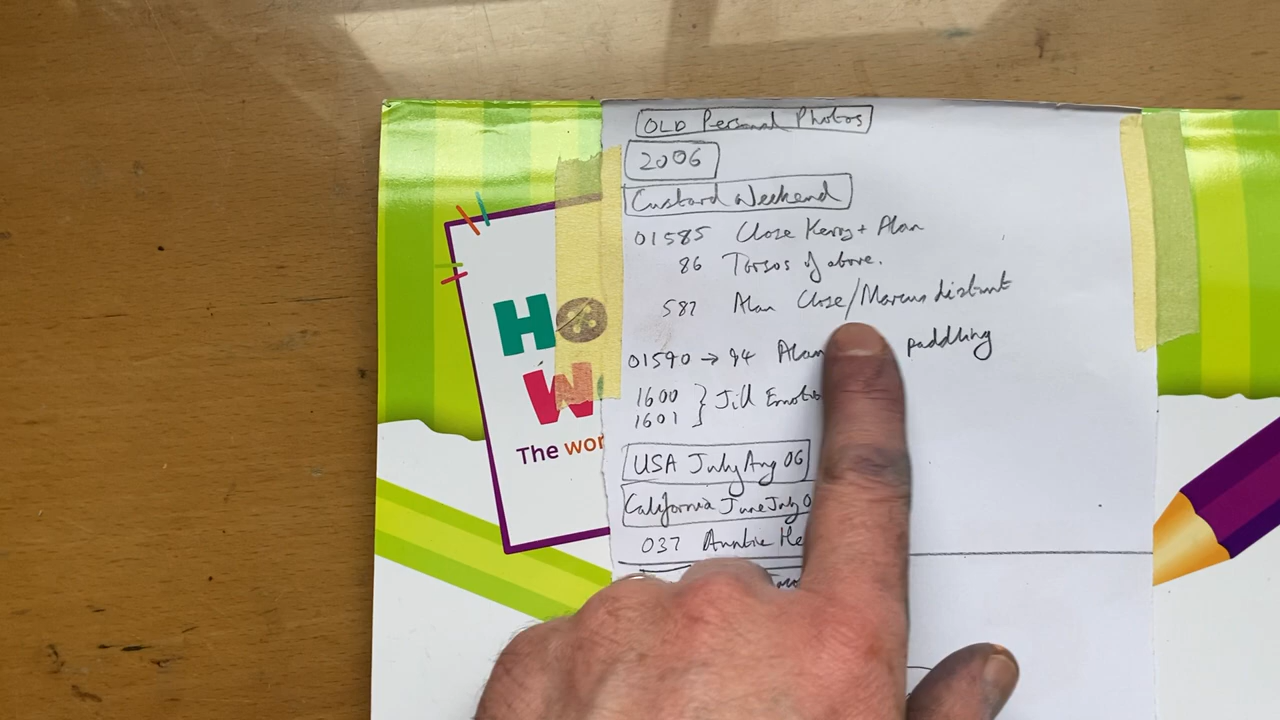 OLD Personal Photos
2006
Custard Weekend
01585 Close Kerry + Alan
86 Torsos of above.
587 Alan Close/Marcus distant
01590 → 94 Alan paddling
1600 } Jill
1601
USA July Aug 06
California June July
037
HO
W
The wor